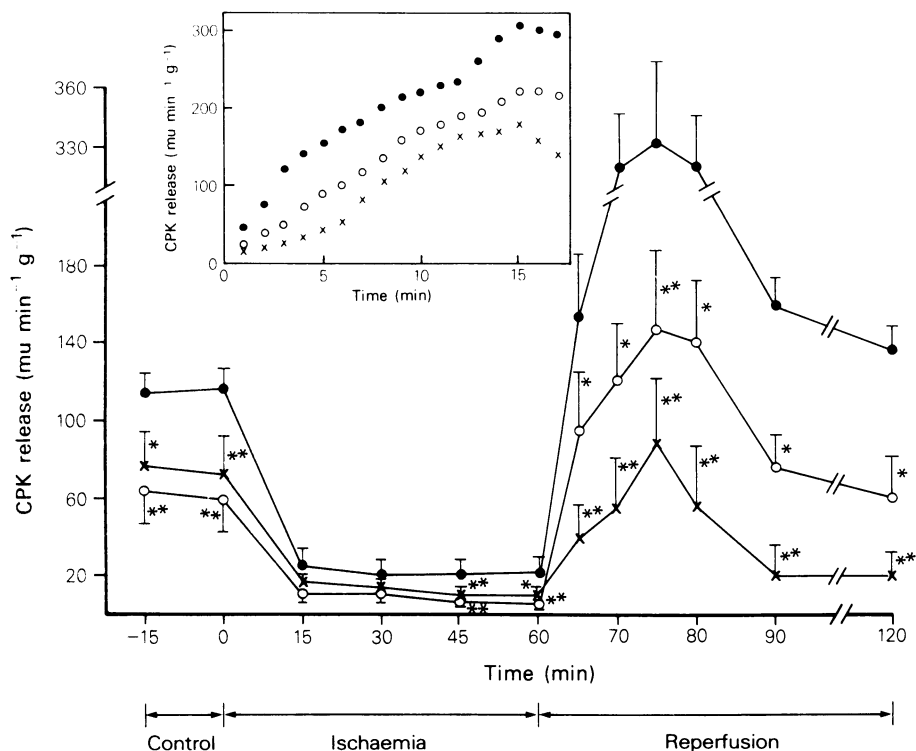 CPK release (mu min⁻¹ g⁻¹)
360
330
180
140
100
60
20
CPK release (mu min⁻¹ g⁻¹)
300
200
100
0
0 5 10 15
Time (min)
* ** ** **
** ** * **
* * ** * * *
** ** ** ** ** **
−15 0 15 30 45 60 70 80 90 120
Time (min)
Control Ischaemia Reperfusion